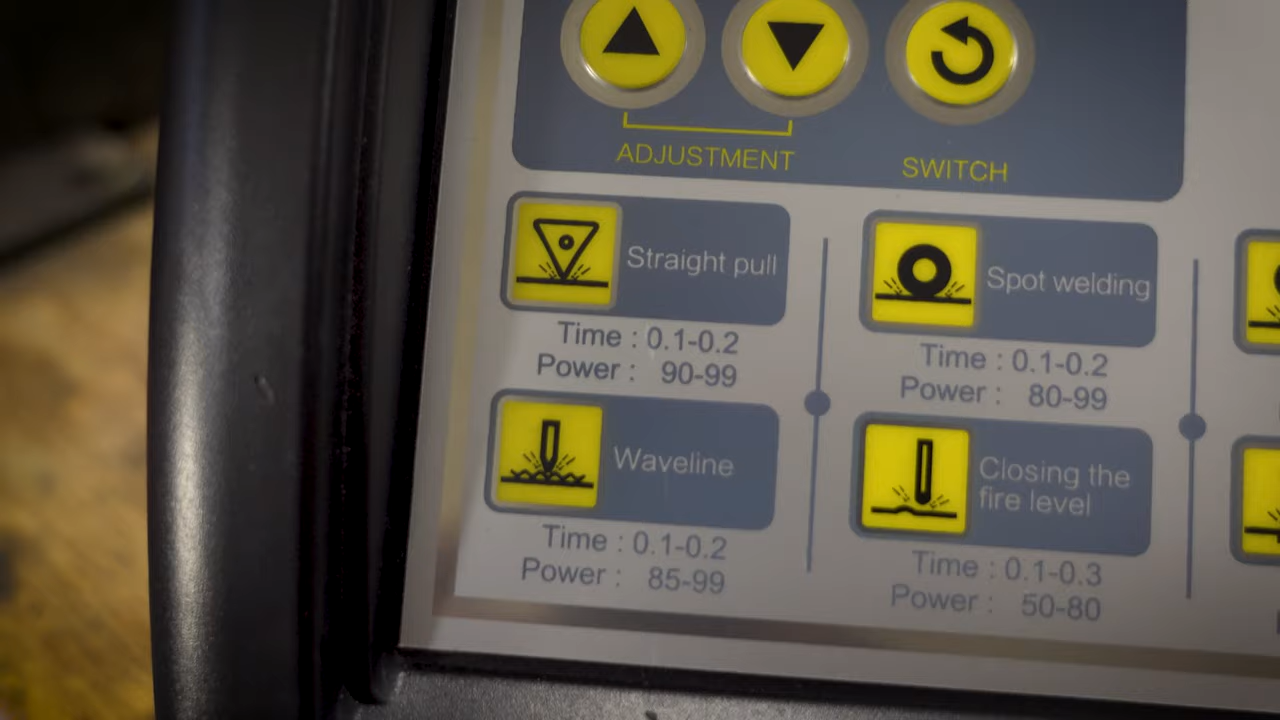 ADJUSTMENT
SWITCH
Straight pull
Time : 0.1-0.2
Power : 90-99
Spot welding
Time : 0.1-0.2
Power : 80-99
Waveline
Time : 0.1-0.2
Power : 85-99
Closing the
fire level
Time : 0.1-0.3
Power : 50-80